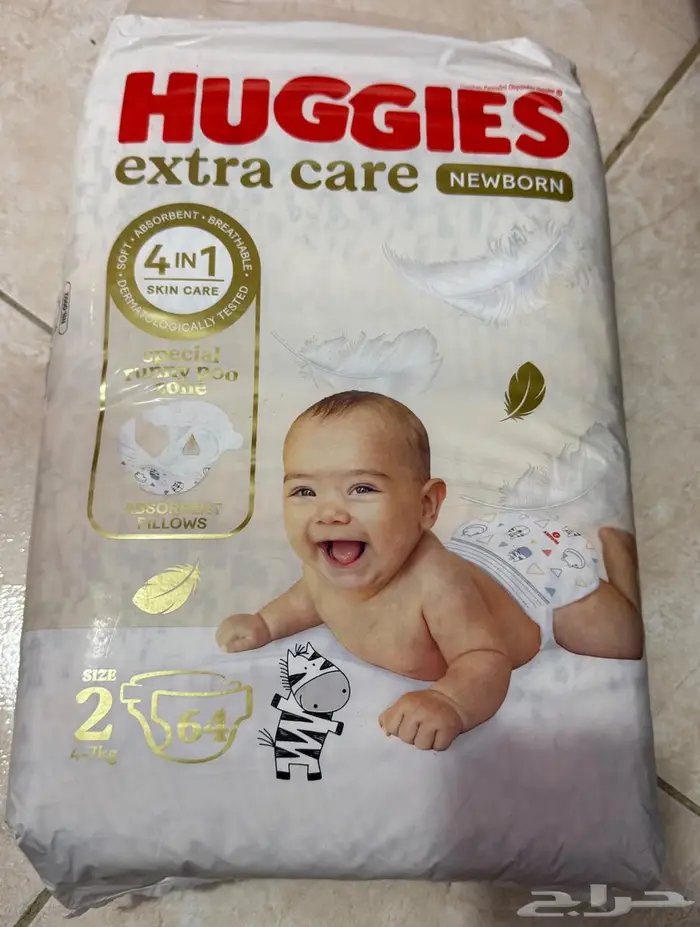 HUGGIES
extra care
NEWBORN
SOFT • ABSORBENT • BREATHABLE •
DERMATOLOGICALLY TESTED
4 IN 1
SKIN CARE
special
runny poo
zone
ABSORBENT
PILLOWS
SIZE
2
4-7kg
64
حراج